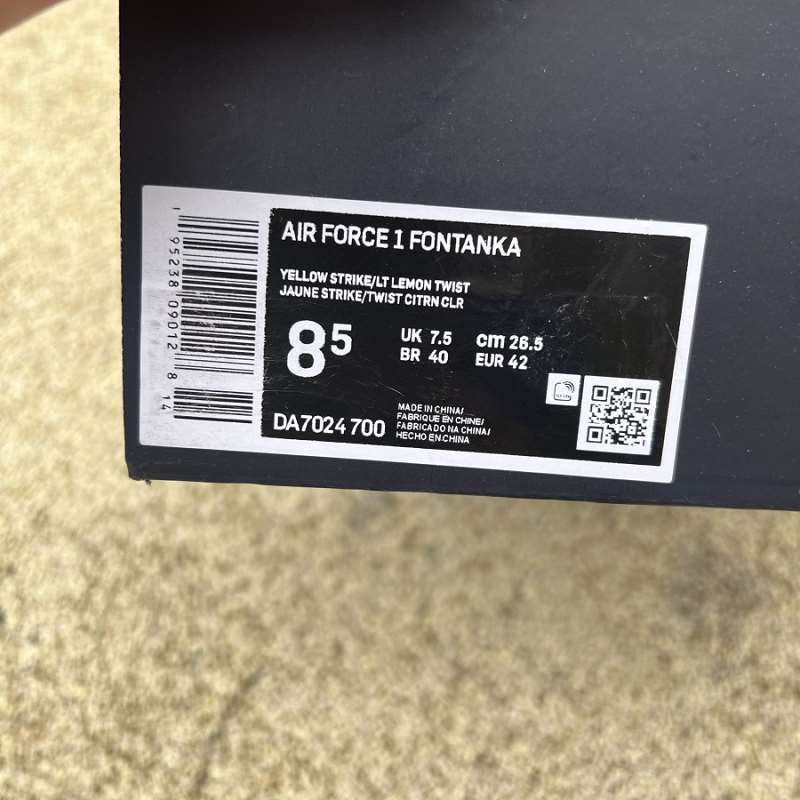 AIR FORCE 1 FONTANKA
YELLOW STRIKE/LT LEMON TWIST
JAUNE STRIKE/TWIST CITRN CLR
8 5
UK 7.5 cm 26.5
BR 40 EUR 42
DA7024 700
MADE IN CHINA/
FABRIQUE EN CHINE/
FABRICADO NA CHINA/
HECHO EN CHINA
1 95238 09012 8 14